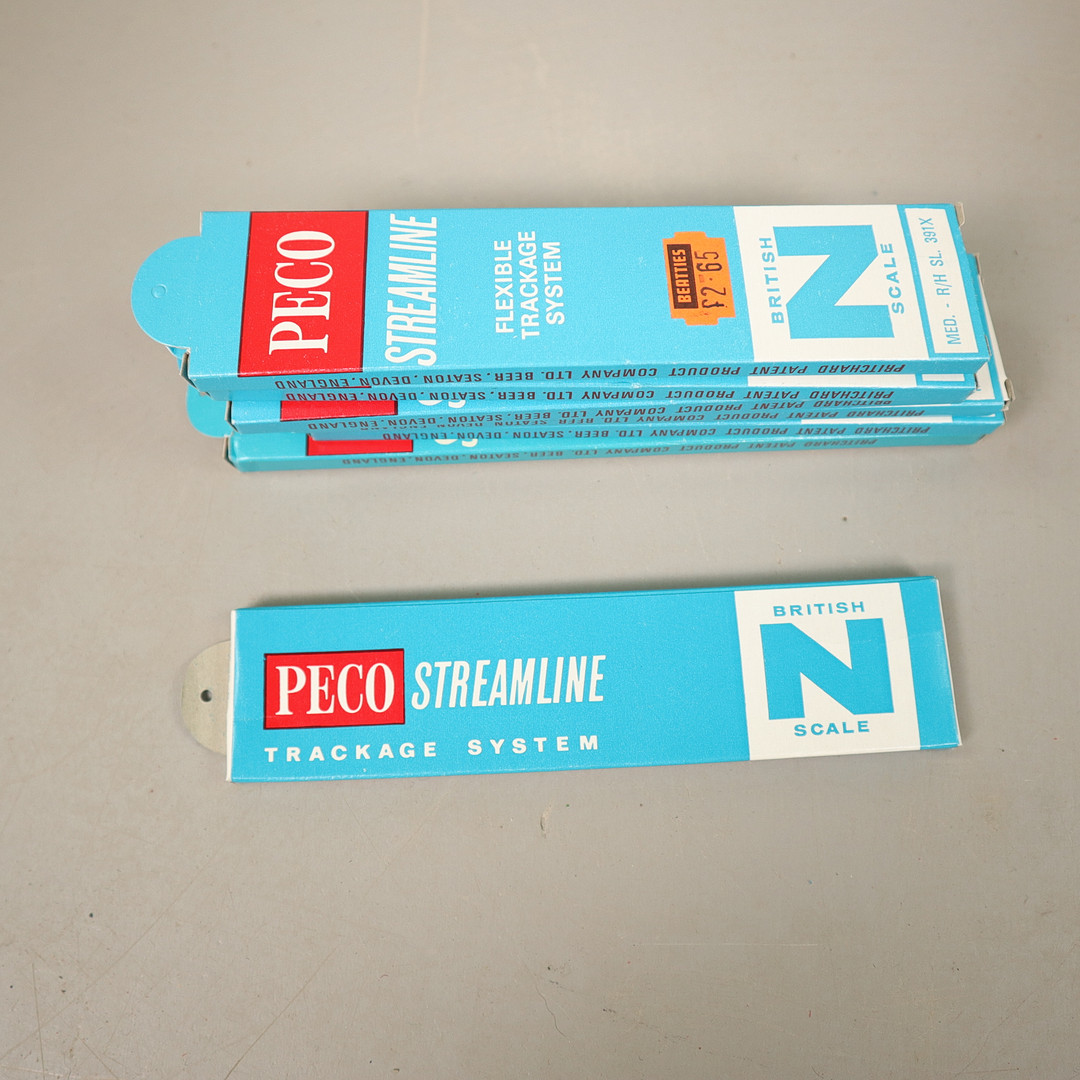 PECO
STREAMLINE
FLEXIBLE
TRACKAGE
SYSTEM
BEATTIES
£2·65
BRITISH
N
SCALE
MED. - R/H SL. 391X
PRITCHARD PATENT PRODUCT COMPANY LTD. BEER. SEATON. DEVON. ENGLAND
PRITCHARD PATENT PRODUCT COMPANY LTD. BEER. SEATON. DEVON. ENGLAND
PRITCHARD PATENT PRODUCT COMPANY LTD. BEER. SEATON. DEVON. ENGLAND
PRITCHARD PATENT PRODUCT COMPANY LTD. BEER. SEATON. DEVON. ENGLAND
PRITCHARD PATENT PRODUCT COMPANY LTD. BEER. SEATON. DEVON. ENGLAND
PECO STREAMLINE
TRACKAGE SYSTEM
BRITISH
N
SCALE